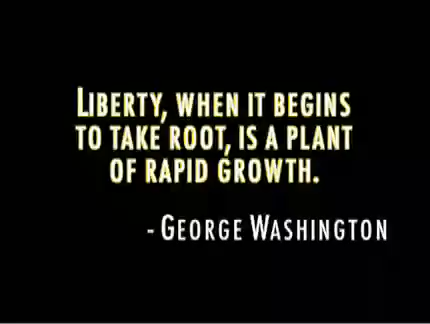 LIBERTY, WHEN IT BEGINS
TO TAKE ROOT, IS A PLANT
OF RAPID GROWTH.
- GEORGE WASHINGTON